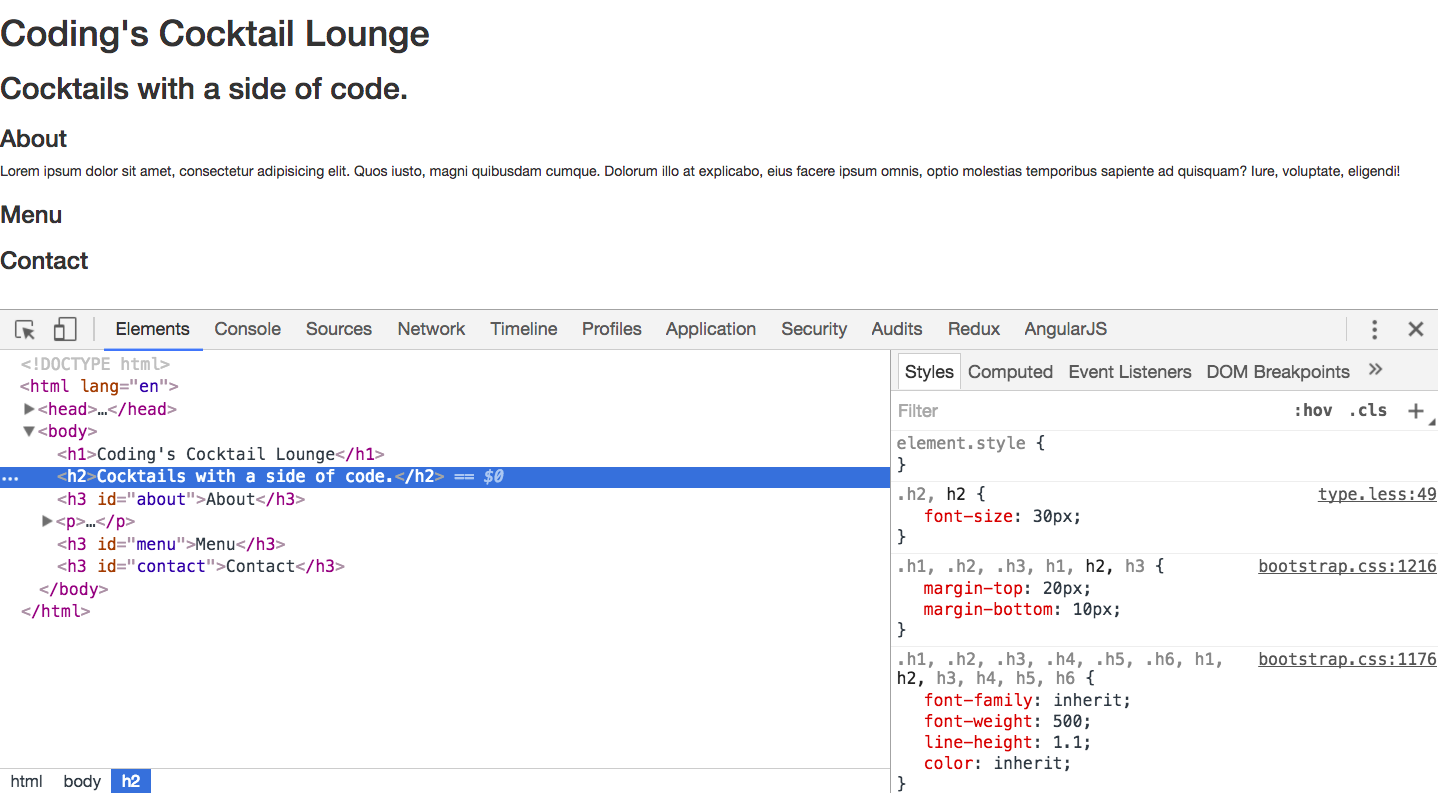 Coding's Cocktail Lounge
Cocktails with a side of code.
About
Lorem ipsum dolor sit amet, consectetur adipisicing elit. Quos iusto, magni quibusdam cumque. Dolorum illo at explicabo, eius facere ipsum omnis, optio molestias temporibus sapiente ad quisquam? Iure, voluptate, eligendi!
Menu
Contact
Elements Console Sources Network Timeline Profiles Application Security Audits Redux AngularJS
<!DOCTYPE html>
<html lang="en">
<head>…</head>
<body>
<h1>Coding's Cocktail Lounge</h1>
<h2>Cocktails with a side of code.</h2> == $0
<h3 id="about">About</h3>
<p>…</p>
<h3 id="menu">Menu</h3>
<h3 id="contact">Contact</h3>
</body>
</html>
html body h2
Styles Computed Event Listeners DOM Breakpoints »
Filter :hov .cls +
element.style {
}
.h2, h2 { type.less:49
font-size: 30px;
}
.h1, .h2, .h3, h1, h2, h3 { bootstrap.css:1216
margin-top: 20px;
margin-bottom: 10px;
}
.h1, .h2, .h3, .h4, .h5, .h6, h1, bootstrap.css:1176
h2, h3, h4, h5, h6 {
font-family: inherit;
font-weight: 500;
line-height: 1.1;
color: inherit;
}